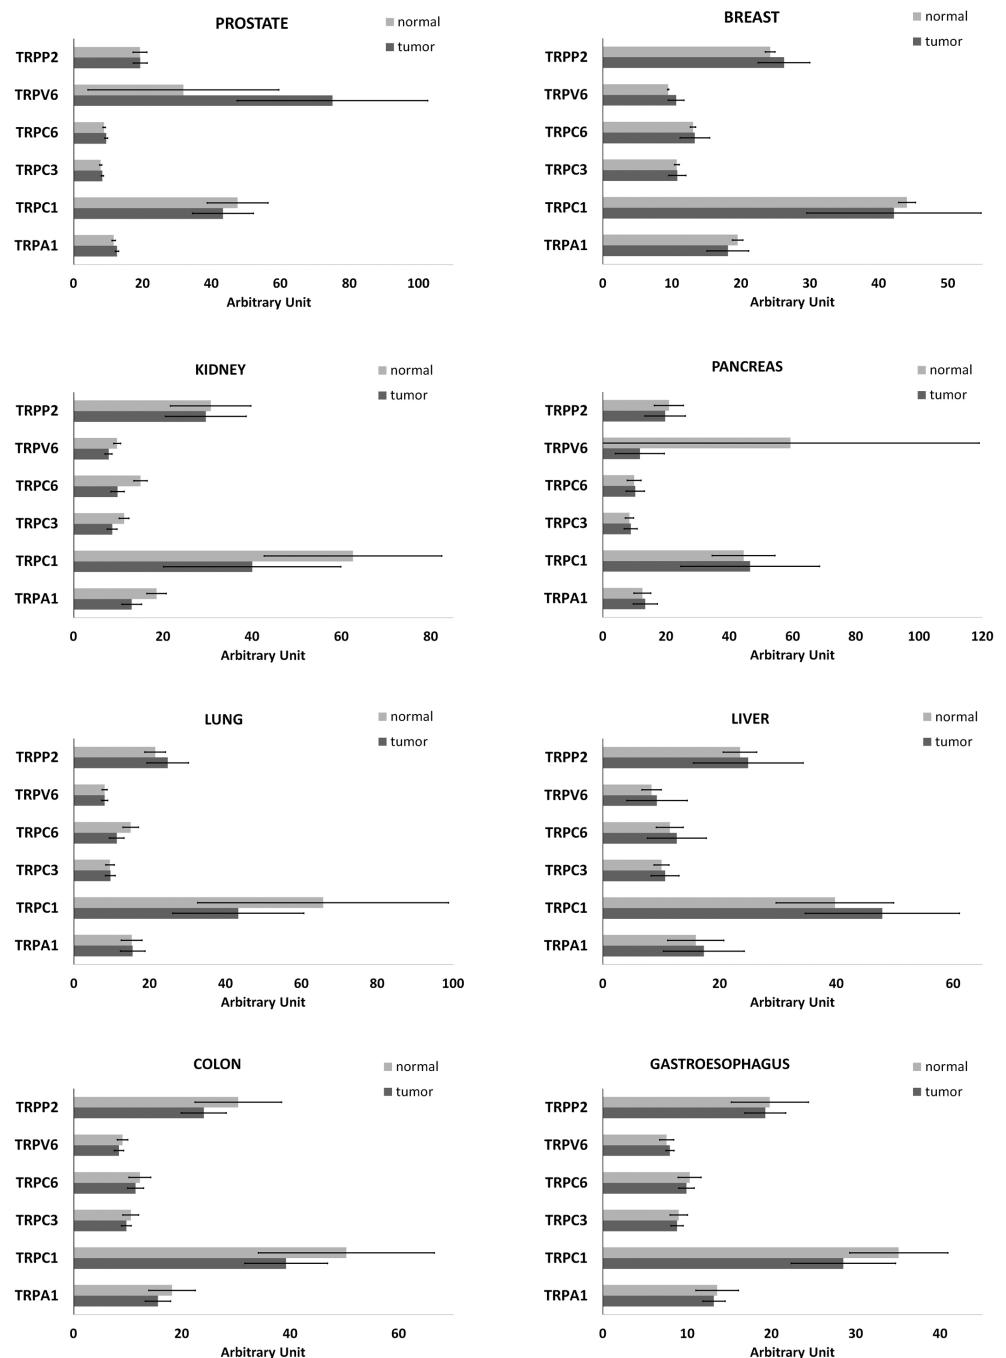 PROSTATE
normal
tumor
TRPP2
TRPV6
TRPC6
TRPC3
TRPC1
TRPA1
0 20 40 60 80 100
Arbitrary Unit
BREAST
normal
tumor
TRPP2
TRPV6
TRPC6
TRPC3
TRPC1
TRPA1
0 10 20 30 40 50
Arbitrary Unit
KIDNEY
normal
tumor
TRPP2
TRPV6
TRPC6
TRPC3
TRPC1
TRPA1
0 20 40 60 80
Arbitrary Unit
PANCREAS
normal
tumor
TRPP2
TRPV6
TRPC6
TRPC3
TRPC1
TRPA1
0 20 40 60 80 100 120
Arbitrary Unit
LUNG
normal
tumor
TRPP2
TRPV6
TRPC6
TRPC3
TRPC1
TRPA1
0 20 40 60 80 100
Arbitrary Unit
LIVER
normal
tumor
TRPP2
TRPV6
TRPC6
TRPC3
TRPC1
TRPA1
0 20 40 60
Arbitrary Unit
COLON
normal
tumor
TRPP2
TRPV6
TRPC6
TRPC3
TRPC1
TRPA1
0 20 40 60
Arbitrary Unit
GASTROESOPHAGUS
normal
tumor
TRPP2
TRPV6
TRPC6
TRPC3
TRPC1
TRPA1
0 10 20 30 40
Arbitrary Unit